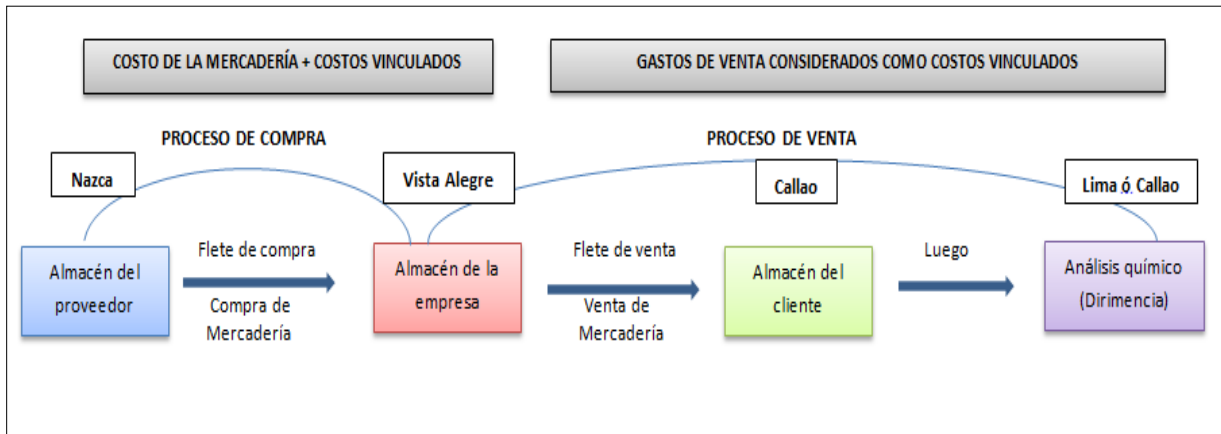 COSTO DE LA MERCADERÍA + COSTOS VINCULADOS
GASTOS DE VENTA CONSIDERADOS COMO COSTOS VINCULADOS
PROCESO DE COMPRA
PROCESO DE VENTA
Nazca
Vista Alegre
Callao
Lima ó Callao
Almacén del
proveedor
Flete de compra
Compra de
Mercadería
Almacén de la
empresa
Flete de venta
Venta de
Mercadería
Almacén del
cliente
Luego
Análisis químico
(Dirimencia)